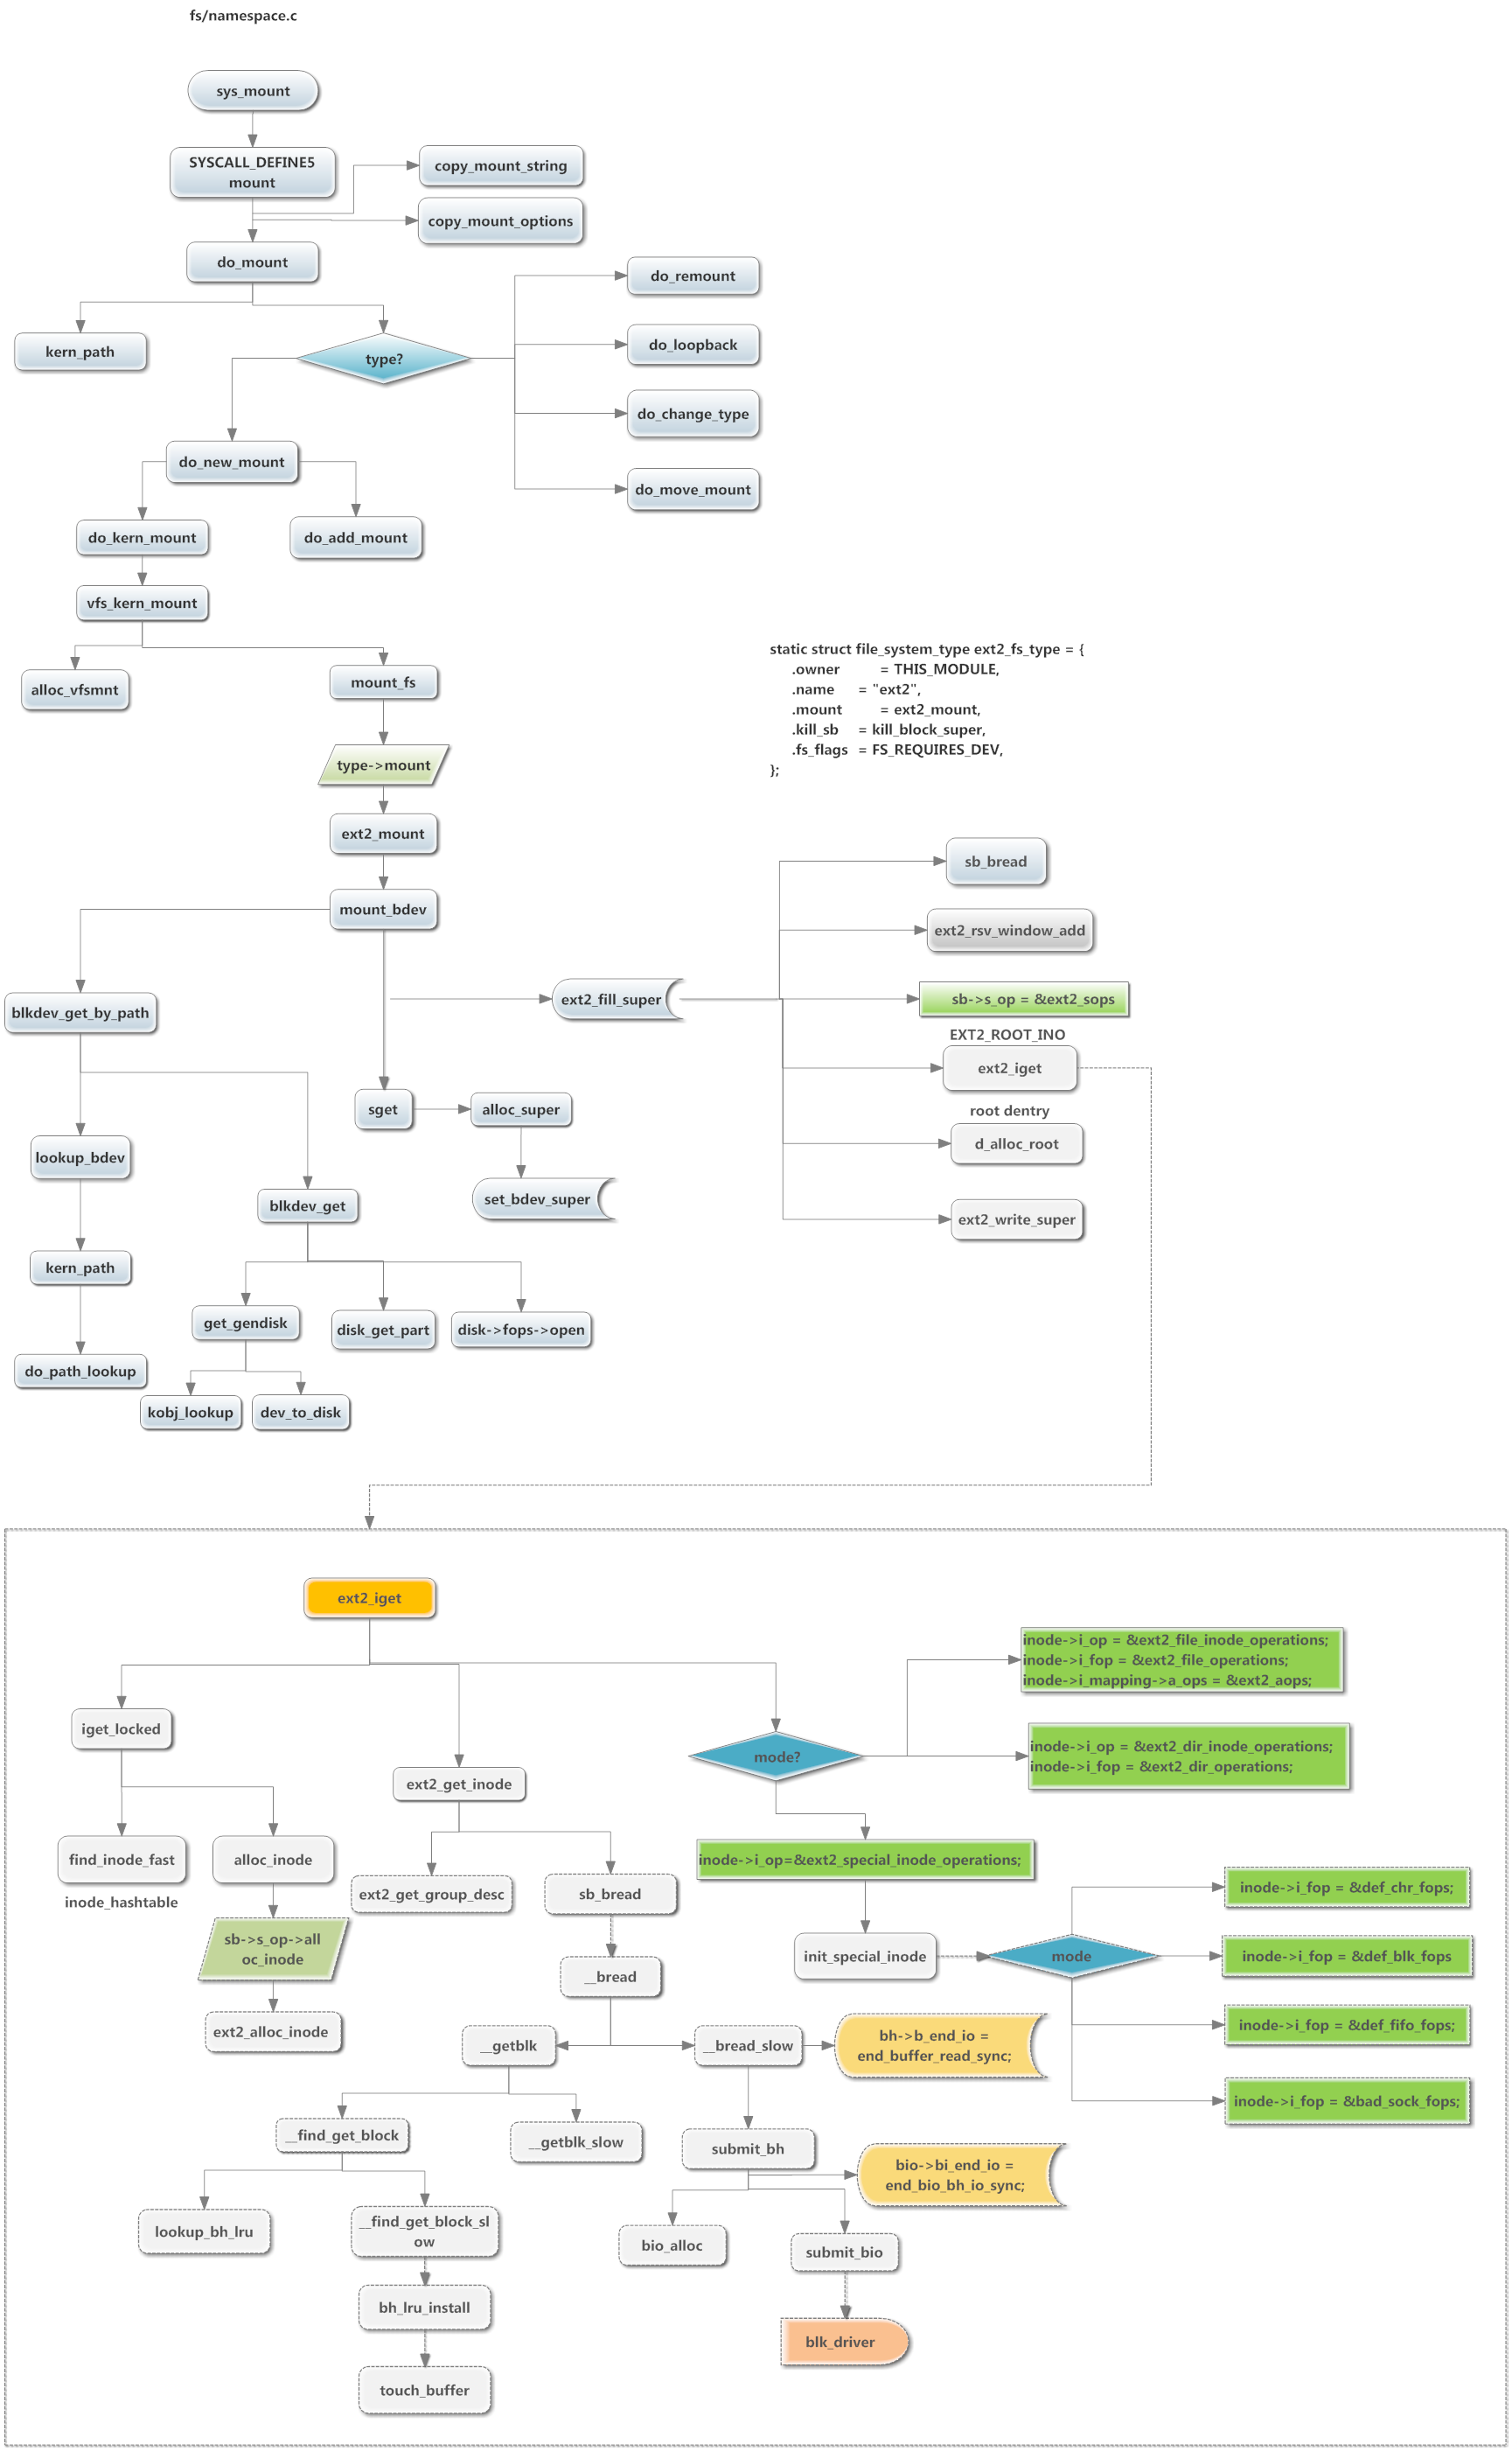 fs/namespace.c
sys_mount
SYSCALL_DEFINE5
mount
copy_mount_string
copy_mount_options
do_mount
do_remount
kern_path
type?
do_loopback
do_change_type
do_new_mount
do_move_mount
do_kern_mount
do_add_mount
vfs_kern_mount
alloc_vfsmnt
mount_fs
static struct file_system_type ext2_fs_type = {
.owner = THIS_MODULE,
.name = "ext2",
.mount = ext2_mount,
.kill_sb = kill_block_super,
.fs_flags = FS_REQUIRES_DEV,
};
type->mount
ext2_mount
sb_bread
mount_bdev
ext2_rsv_window_add
blkdev_get_by_path
ext2_fill_super
sb->s_op = &ext2_sops
EXT2_ROOT_INO
ext2_iget
sget
alloc_super
root dentry
d_alloc_root
lookup_bdev
blkdev_get
set_bdev_super
ext2_write_super
kern_path
get_gendisk
disk_get_part
disk->fops->open
do_path_lookup
kobj_lookup
dev_to_disk
ext2_iget
inode->i_op = &ext2_file_inode_operations;
inode->i_fop = &ext2_file_operations;
inode->i_mapping->a_ops = &ext2_aops;
iget_locked
mode?
inode->i_op = &ext2_dir_inode_operations;
inode->i_fop = &ext2_dir_operations;
ext2_get_inode
find_inode_fast
inode_hashtable
alloc_inode
inode->i_op=&ext2_special_inode_operations;
ext2_get_group_desc
sb_bread
inode->i_fop = &def_chr_fops;
sb->s_op->all
oc_inode
init_special_inode
mode
inode->i_fop = &def_blk_fops
__bread
ext2_alloc_inode
__getblk
__bread_slow
bh->b_end_io =
end_buffer_read_sync;
inode->i_fop = &def_fifo_fops;
inode->i_fop = &bad_sock_fops;
__find_get_block
__getblk_slow
submit_bh
bio->bi_end_io =
end_bio_bh_io_sync;
lookup_bh_lru
__find_get_block_sl
ow
bio_alloc
submit_bio
bh_lru_install
blk_driver
touch_buffer